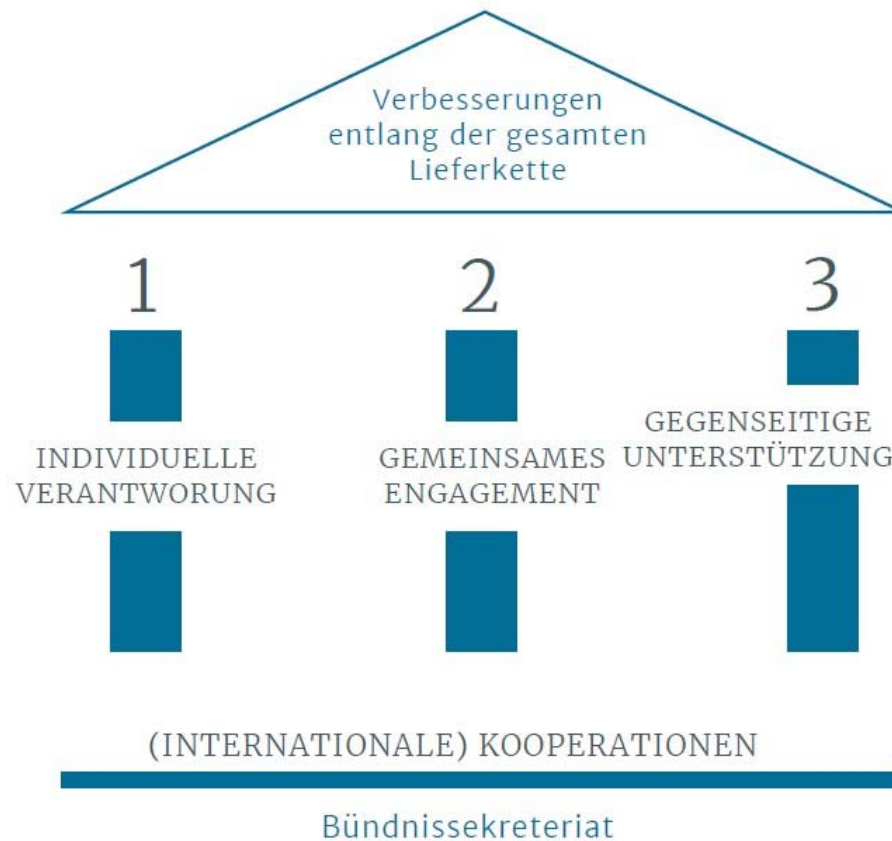 Verbesserungen
entlang der gesamten
Lieferkette
1
2
3
INDIVIDUELLE
VERANTWORUNG
GEMEINSAMES
ENGAGEMENT
GEGENSEITIGE
UNTERSTÜTZUNG
(INTERNATIONALE) KOOPERATIONEN
Bündnissekreteriat